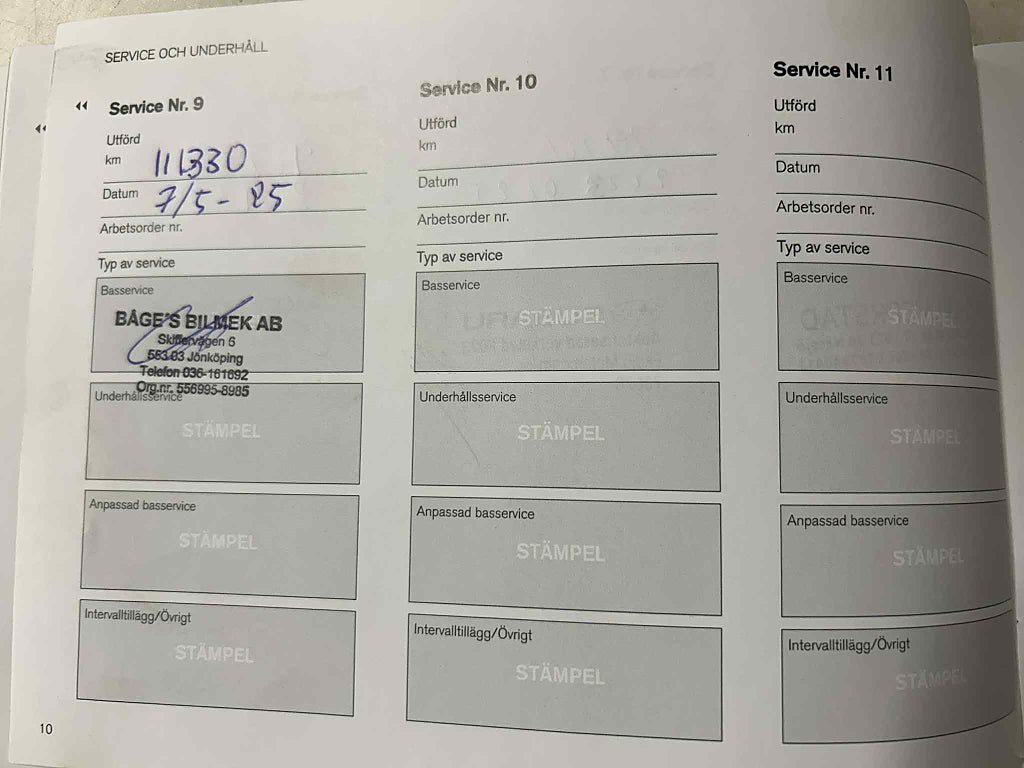 SERVICE OCH UNDERHÅLL
Service Nr. 9
Utförd
km 111330
Datum 7/5 - 25
Arbetsorder nr.
Typ av service
Basservice
BÅGE'S BILMEK AB
Skiffervägen 6
553 03 Jönköping
Telefon 036-161692
Org.nr. 556995-8985
Underhållsservice
STÄMPEL
Anpassad basservice
STÄMPEL
Intervalltillägg/Övrigt
STÄMPEL
10
Service Nr. 10
Utförd
km
Datum
Arbetsorder nr.
Typ av service
Basservice
STÄMPEL
Underhållsservice
STÄMPEL
Anpassad basservice
STÄMPEL
Intervalltillägg/Övrigt
STÄMPEL
Service Nr. 11
Utförd
km
Datum
Arbetsorder nr.
Typ av service
Basservice
STÄMPEL
Underhållsservice
STÄMPEL
Anpassad basservice
STÄMPEL
Intervalltillägg/Övrigt
STÄMPEL